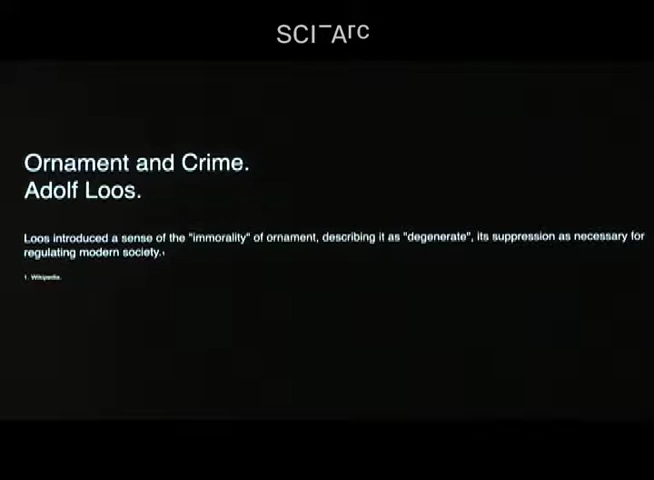 SCI-Arc
Ornament and Crime.
Adolf Loos.
Loos introduced a sense of the "immorality" of ornament, describing it as "degenerate", its suppression as necessary for
regulating modern society.¹
1. Wikipedia.